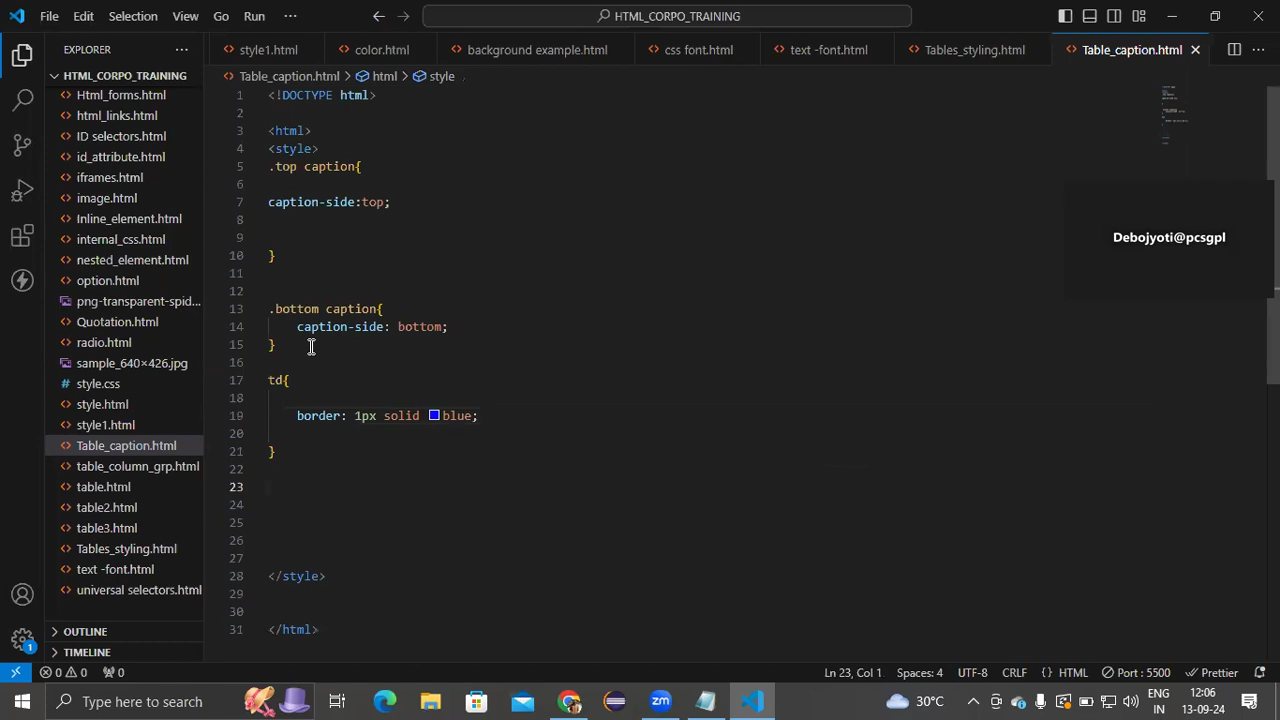 File Edit Selection View Go Run ··· HTML_CORPO_TRAINING
EXPLORER ···
style1.html color.html background example.html css font.html text -font.html Tables_styling.html Table_caption.html
HTML_CORPO_TRAINING
Table_caption.html > html > style
Html_forms.html
html_links.html
ID selectors.html
id_attribute.html
iframes.html
image.html
Inline_element.html
internal_css.html
nested_element.html
option.html
png-transparent-spid...
Quotation.html
radio.html
sample_640×426.jpg
style.css
style.html
style1.html
Table_caption.html
table_column_grp.html
table.html
table2.html
table3.html
Tables_styling.html
text -font.html
universal selectors.html
OUTLINE
TIMELINE
1 <!DOCTYPE html>
2
3 <html>
4 <style>
5 .top caption{
6
7 caption-side:top;
8
9
10 }
11
12
13 .bottom caption{
14 caption-side: bottom;
15 }
16
17 td{
18
19 border: 1px solid blue;
20
21 }
22
23
24
25
26
27
28 </style>
29
30
31 </html>
Debojyoti@pcsgpl
0 0 0 Ln 23, Col 1 Spaces: 4 UTF-8 CRLF {} HTML Port : 5500 Prettier
1
Type here to search
zm
30°C
ENG
IN
12:06
13-09-24